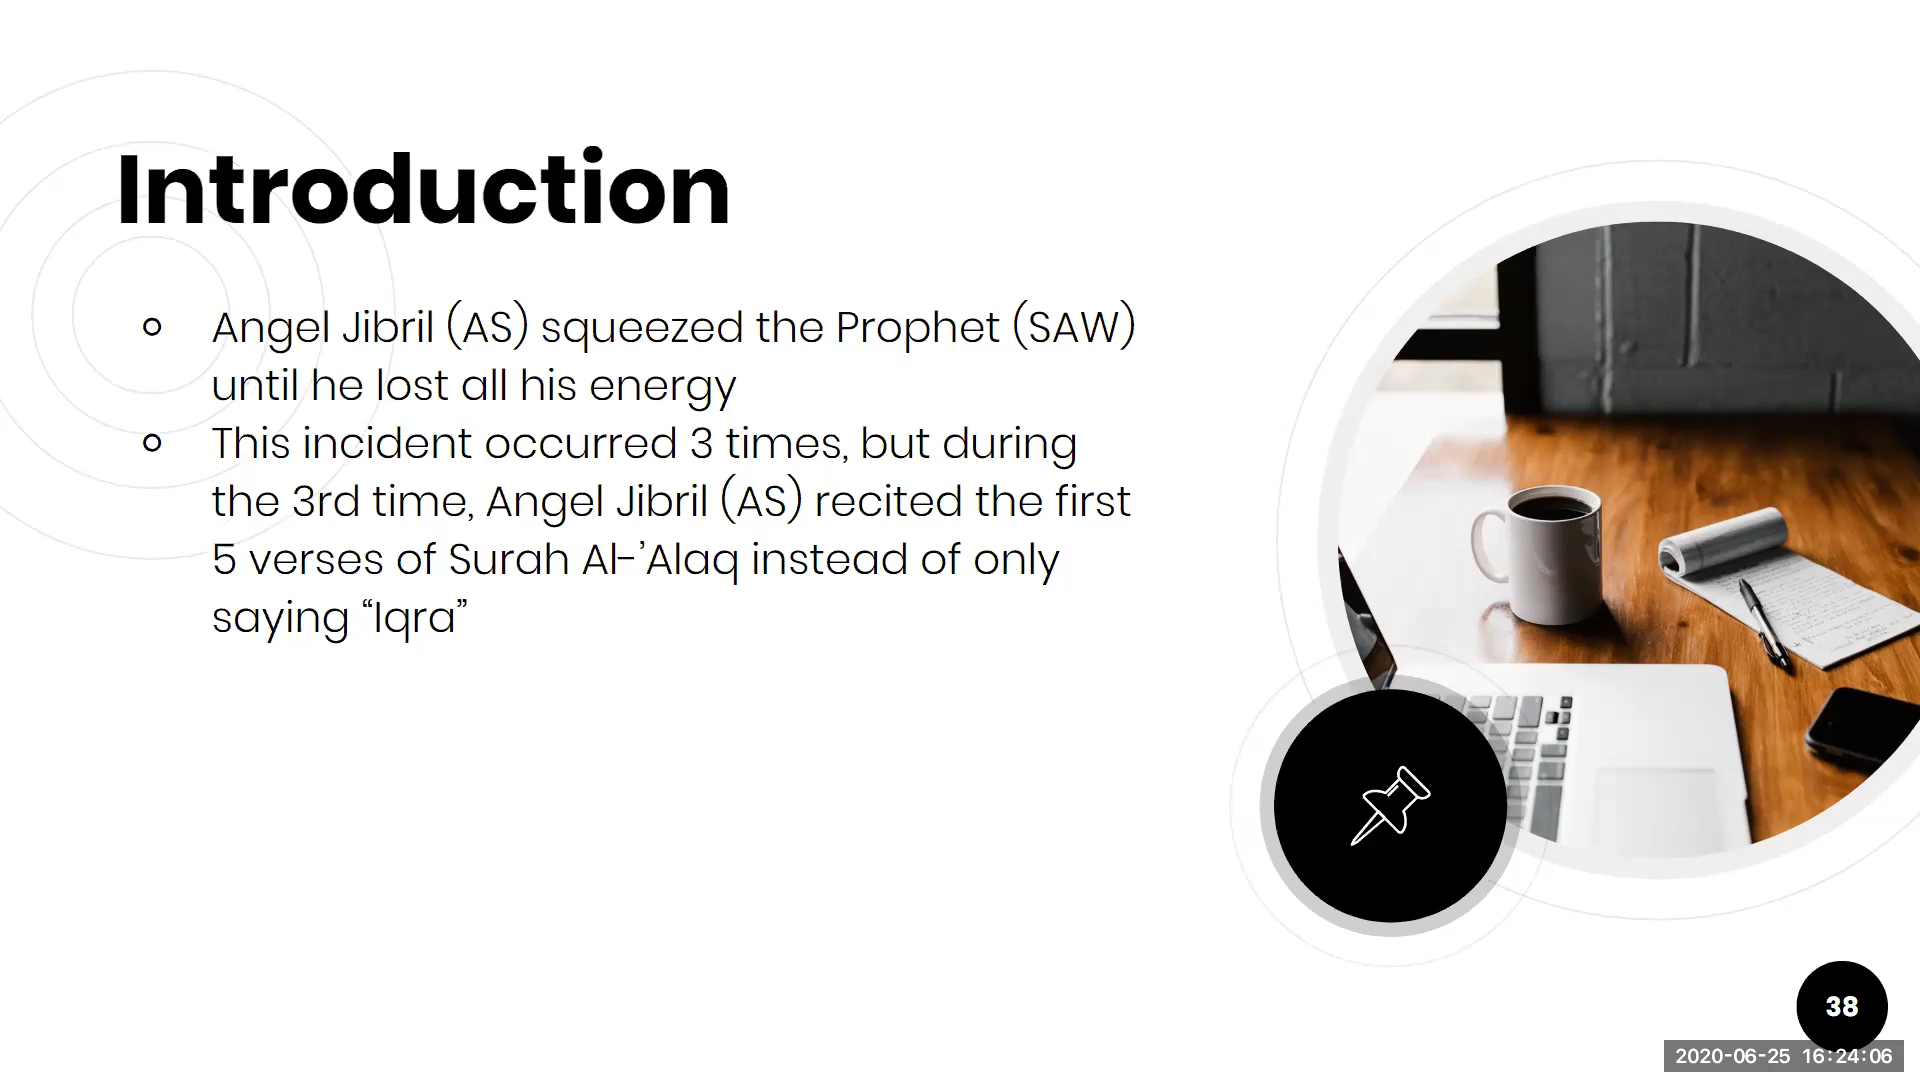 Introduction
Angel Jibril (AS) squeezed the Prophet (SAW)
until he lost all his energy
This incident occurred 3 times, but during
the 3rd time, Angel Jibril (AS) recited the first
5 verses of Surah Al-’Alaq instead of only
saying “Iqra”
38
2020-06-25 16:24:06